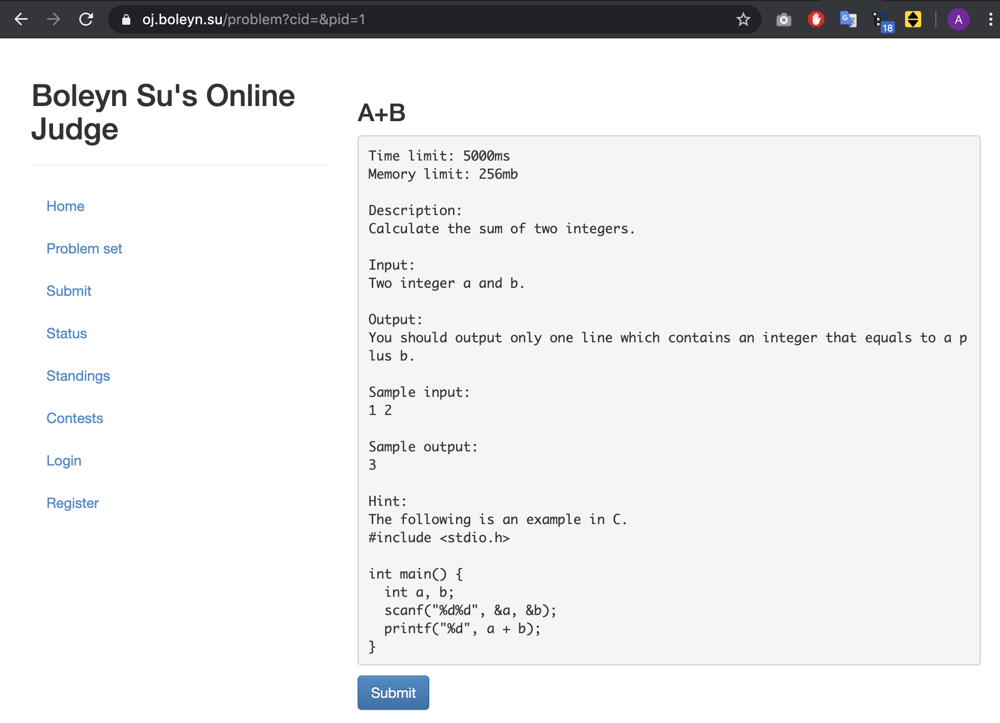 oj.boleyn.su/problem?cid=&pid=1
18
A
Boleyn Su's Online
Judge
Home
Problem set
Submit
Status
Standings
Contests
Login
Register
A+B
Time limit: 5000ms
Memory limit: 256mb
Description:
Calculate the sum of two integers.
Input:
Two integer a and b.
Output:
You should output only one line which contains an integer that equals to a p
lus b.
Sample input:
1 2
Sample output:
3
Hint:
The following is an example in C.
#include <stdio.h>
int main() {
  int a, b;
  scanf("%d%d", &a, &b);
  printf("%d", a + b);
}
Submit